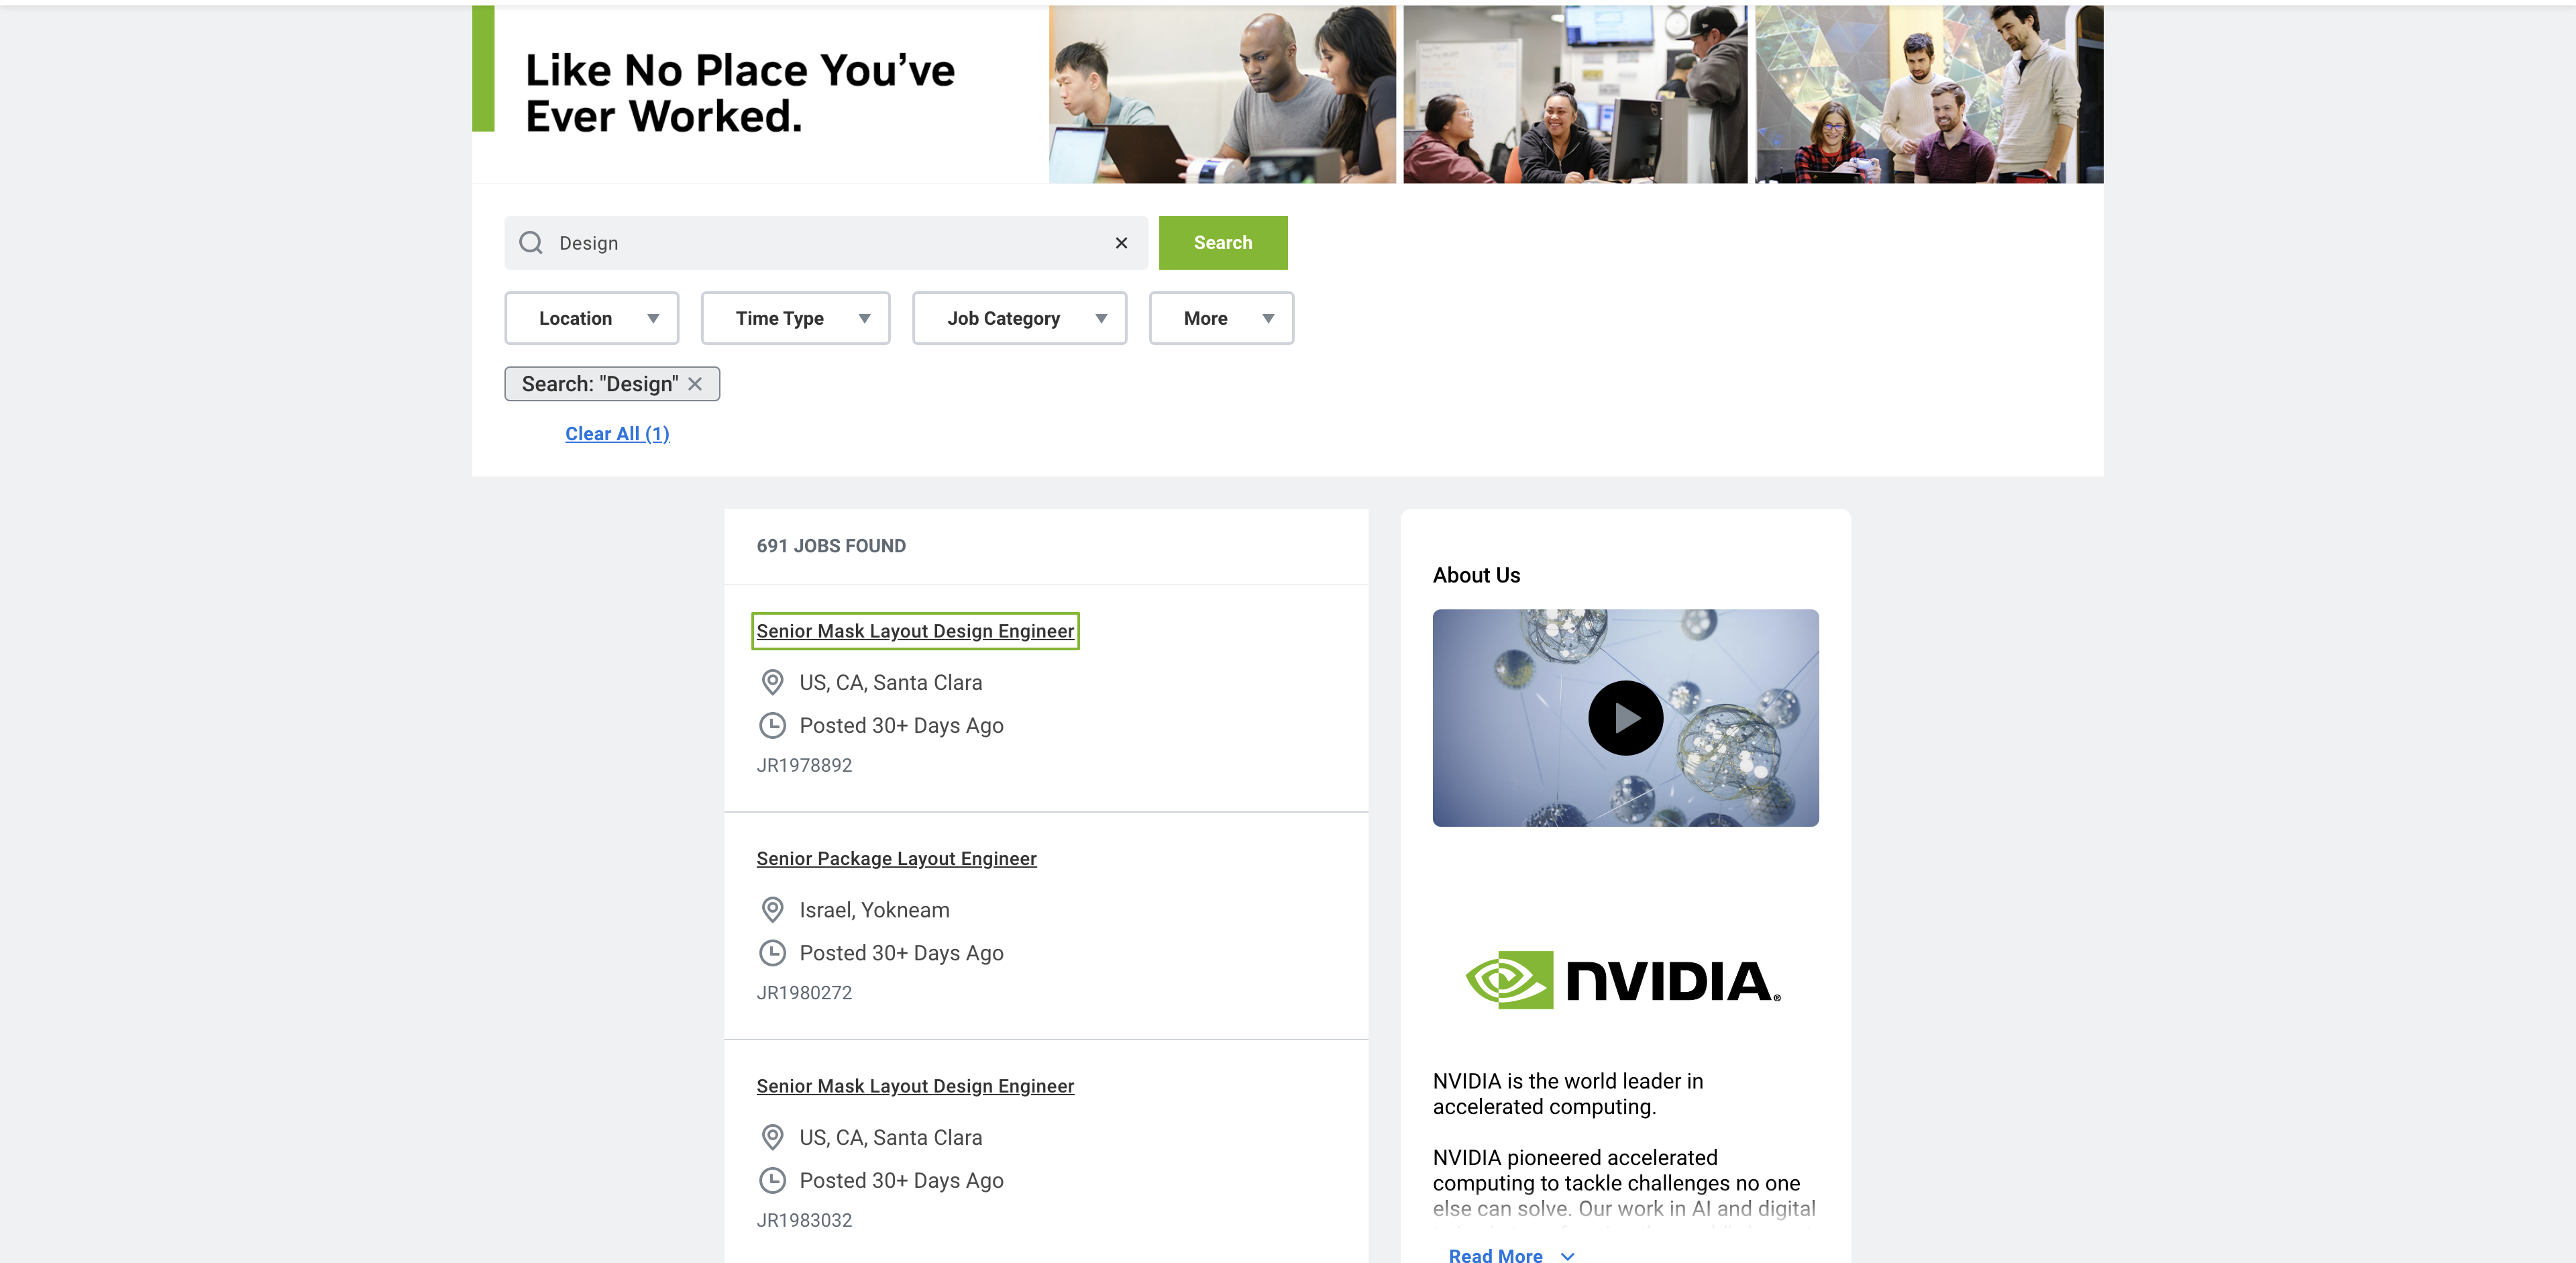 Like No Place You've
Ever Worked.
Design
Search
Location
Time Type
Job Category
More
Search: "Design"
Clear All (1)
691 JOBS FOUND
Senior Mask Layout Design Engineer
US, CA, Santa Clara
Posted 30+ Days Ago
JR1978892
Senior Package Layout Engineer
Israel, Yokneam
Posted 30+ Days Ago
JR1980272
Senior Mask Layout Design Engineer
US, CA, Santa Clara
Posted 30+ Days Ago
JR1983032
About Us
NVIDIA®
NVIDIA is the world leader in
accelerated computing.
NVIDIA pioneered accelerated
computing to tackle challenges no one
else can solve. Our work in AI and digital
Read More